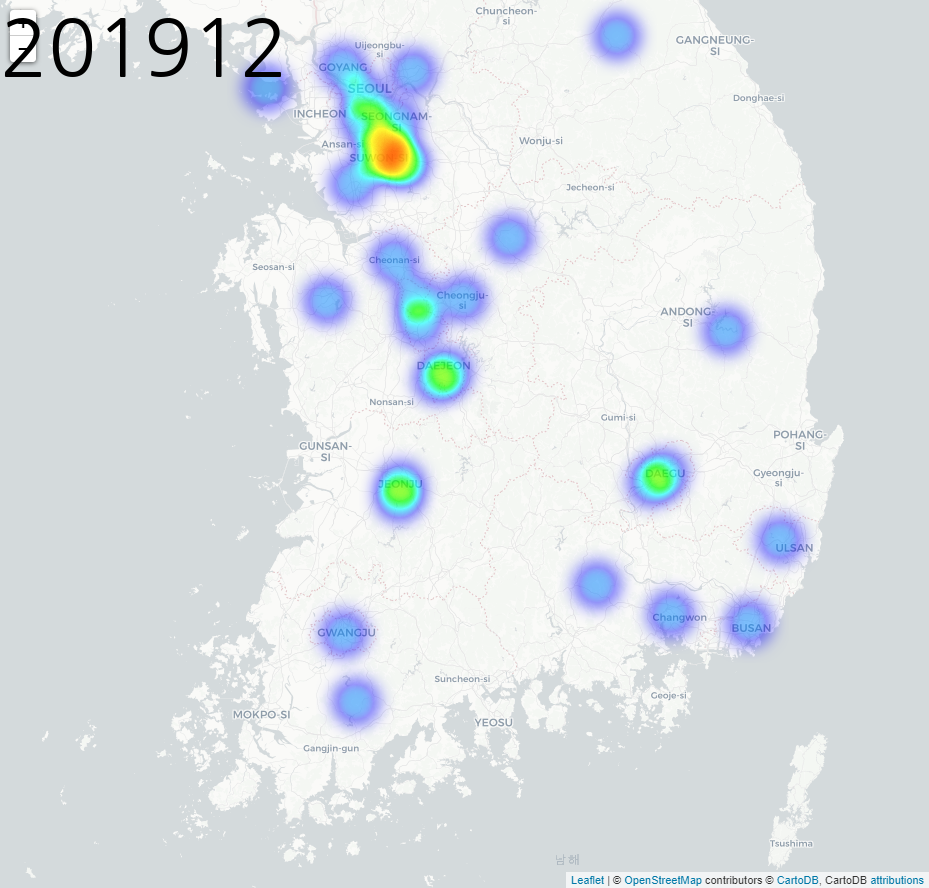 201912
+
−
Chuncheon-
si
GANGNEUNG-
SI
Uijeongbu-
si
GOYANG
SEOUL
Donghae-si
INCHEON
SEONGNAM-
SI
Ansan-si
Wonju-si
SUWON
Jecheon-si
Cheonan-si
Seosan-si
Cheongju-
si
ANDONG-
SI
DAEJEON
Nonsan-si
Gumi-si
POHANG-
SI
GUNSAN-
SI
DAEGU
Gyeongju-
si
JEONJU
ULSAN
Changwon
BUSAN
GWANGJU
Suncheon-si
Geoje-si
MOKPO-SI
YEOSU
Gangjin-gun
Tsushima
남해
Leaflet | © OpenStreetMap contributors © CartoDB, CartoDB attributions